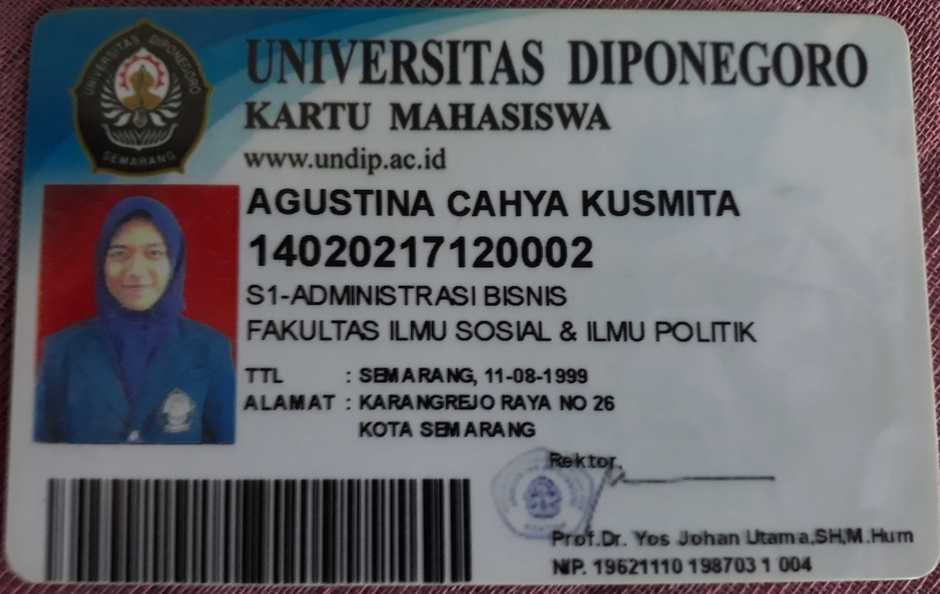 UNIVERSITAS DIPONEGORO
SEMARANG
UNIVERSITAS DIPONEGORO
KARTU MAHASISWA
www.undip.ac.id
AGUSTINA CAHYA KUSMITA
14020217120002
S1-ADMINISTRASI BISNIS
FAKULTAS ILMU SOSIAL & ILMU POLITIK
TTL : SEMARANG, 11-08-1999
ALAMAT : KARANGREJO RAYA NO 26
KOTA SEMARANG
Rektor,
Prof.Dr. Yos Johan Utama,SH,M.Hum
NIP. 19621110 198703 1 004